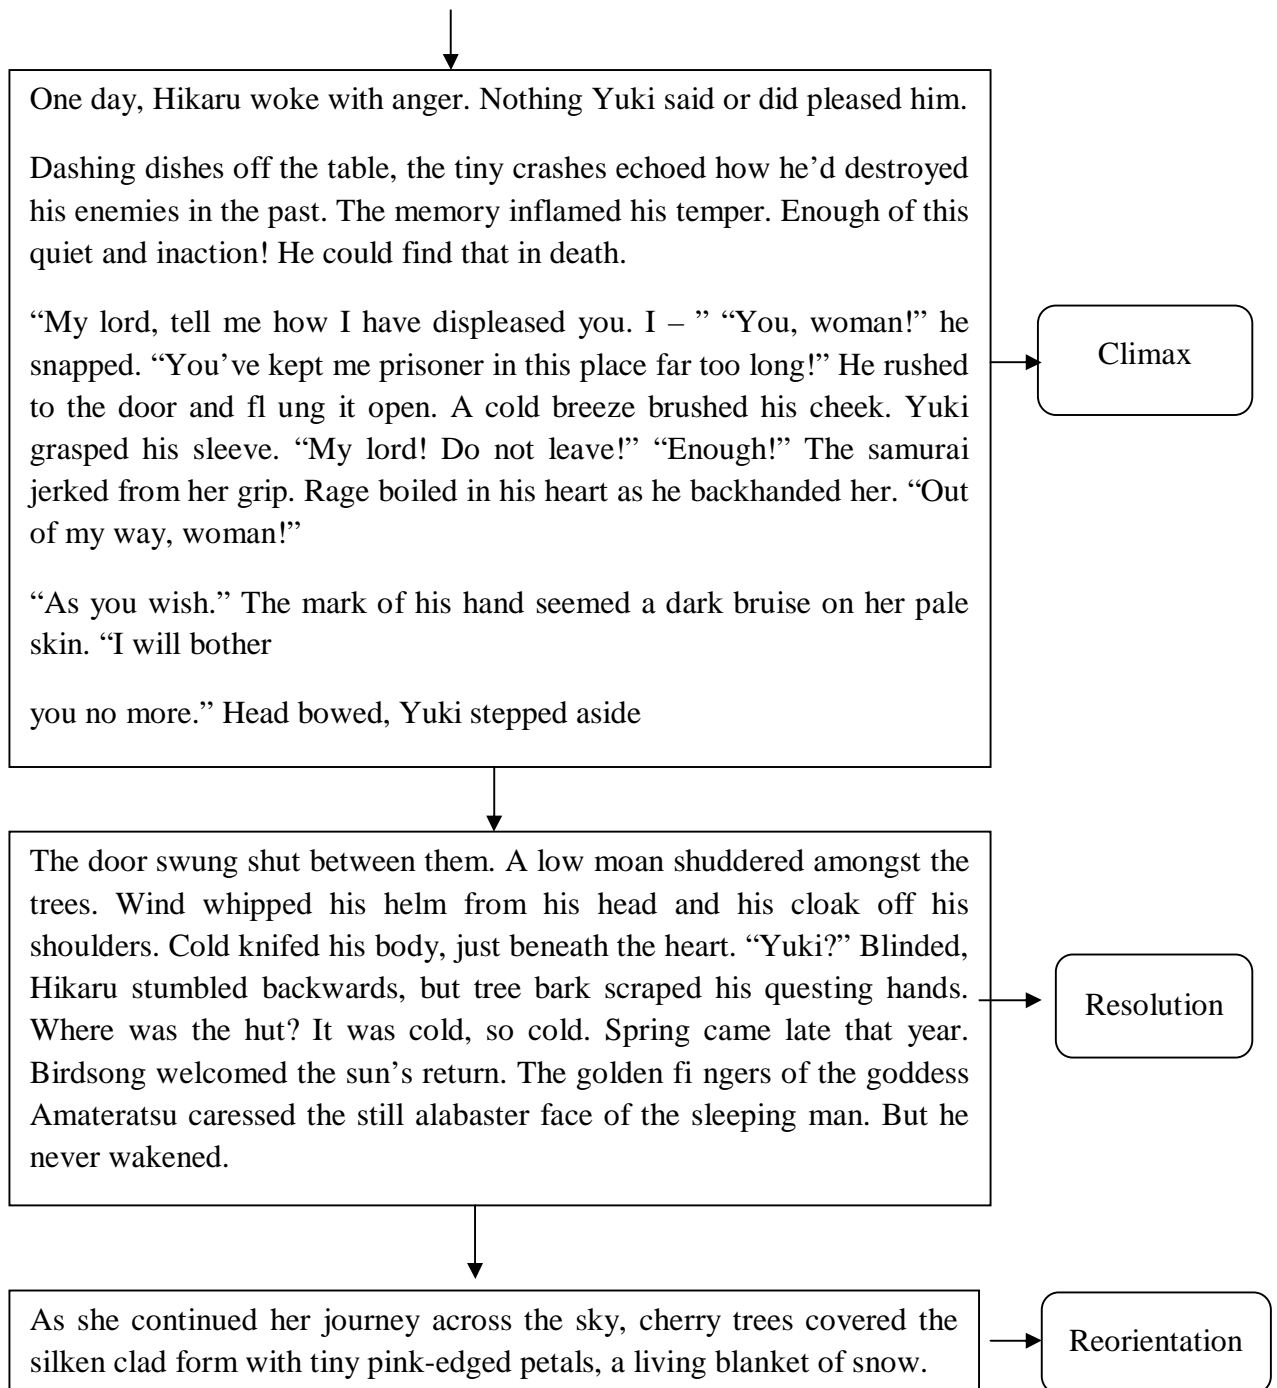 One day, Hikaru woke with anger. Nothing Yuki said or did pleased him.
Dashing dishes off the table, the tiny crashes echoed how he’d destroyed
his enemies in the past. The memory inflamed his temper. Enough of this
quiet and inaction! He could find that in death.
“My lord, tell me how I have displeased you. I – ” “You, woman!” he
snapped. “You’ve kept me prisoner in this place far too long!” He rushed
to the door and fl ung it open. A cold breeze brushed his cheek. Yuki
grasped his sleeve. “My lord! Do not leave!” “Enough!” The samurai
jerked from her grip. Rage boiled in his heart as he backhanded her. “Out
of my way, woman!”
“As you wish.” The mark of his hand seemed a dark bruise on her pale
skin. “I will bother
you no more.” Head bowed, Yuki stepped aside
Climax
The door swung shut between them. A low moan shuddered amongst the
trees. Wind whipped his helm from his head and his cloak off his
shoulders. Cold knifed his body, just beneath the heart. “Yuki?” Blinded,
Hikaru stumbled backwards, but tree bark scraped his questing hands.
Where was the hut? It was cold, so cold. Spring came late that year.
Birdsong welcomed the sun’s return. The golden fi ngers of the goddess
Amateratsu caressed the still alabaster face of the sleeping man. But he
never wakened.
Resolution
As she continued her journey across the sky, cherry trees covered the
silken clad form with tiny pink-edged petals, a living blanket of snow.
Reorientation